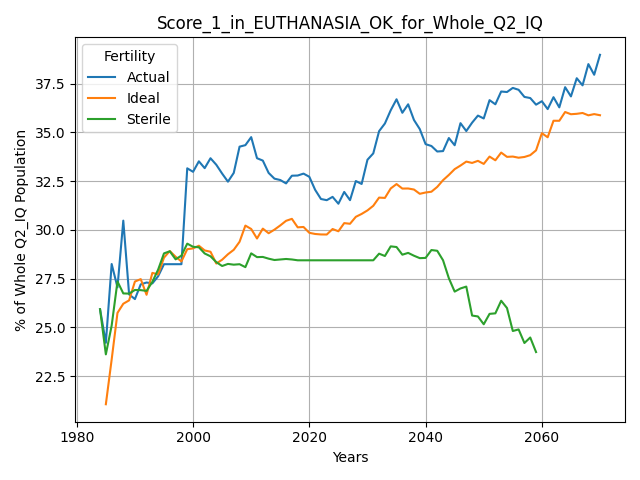 Score_1_in_EUTHANASIA_OK_for_Whole_Q2_IQ
Fertility
Actual
Ideal
Sterile
% of Whole Q2_IQ Population
37.5
35.0
32.5
30.0
27.5
25.0
22.5
1980 2000 2020 2040 2060
Years